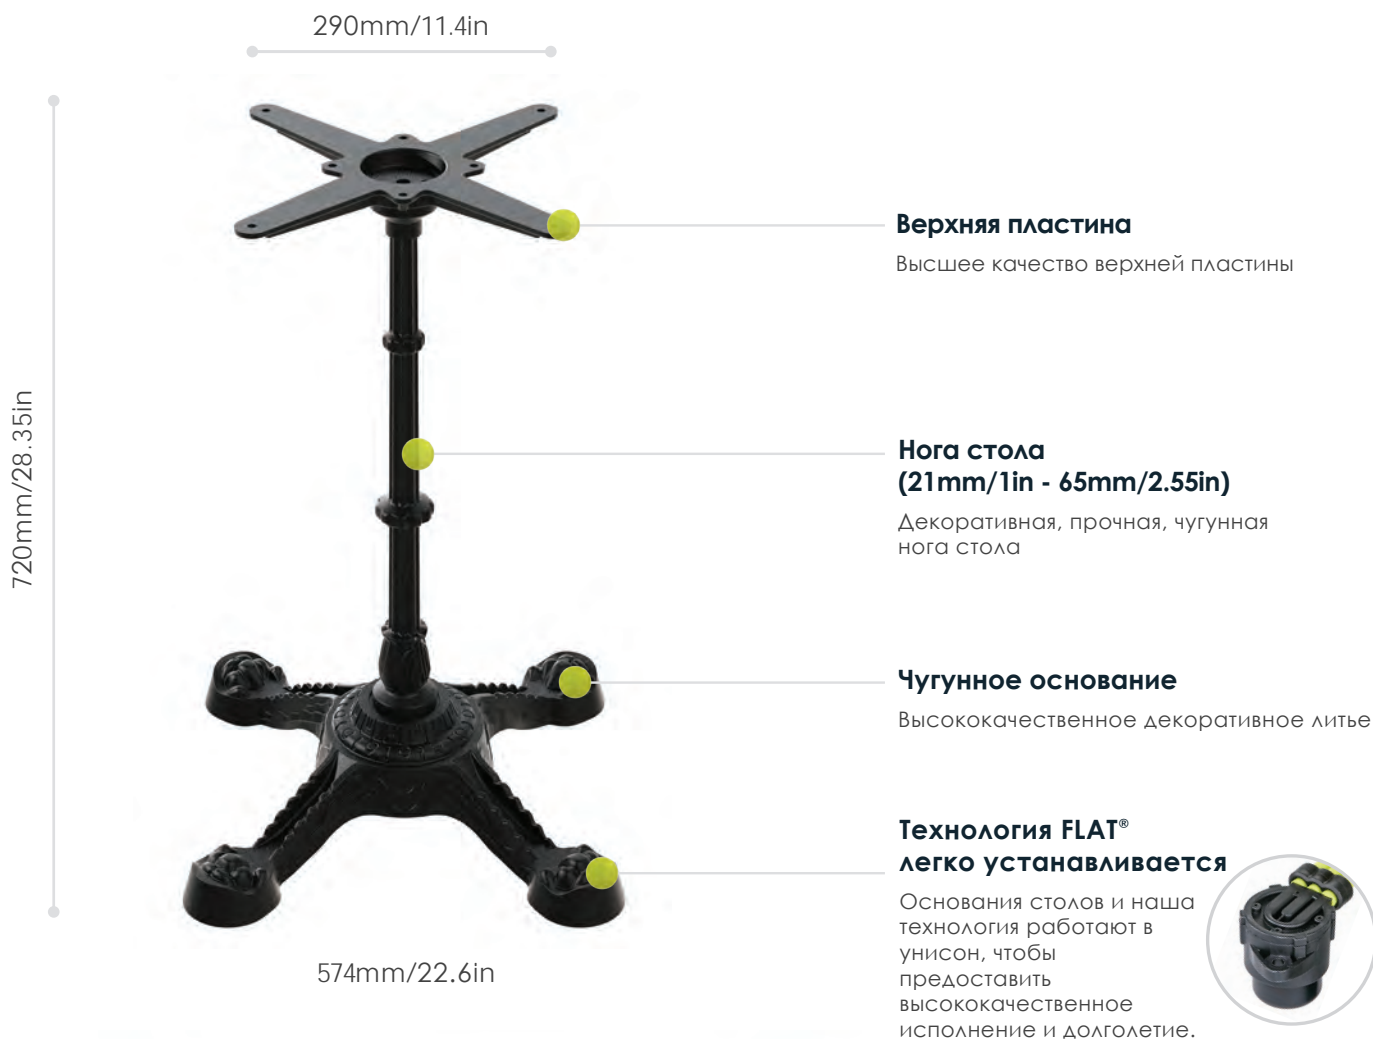 290mm/11.4in
720mm/28.35in
Верхняя пластина
Высшее качество верхней пластины
Нога стола
(21mm/1in - 65mm/2.55in)
Декоративная, прочная, чугунная
нога стола
Чугунное основание
Высококачественное декоративное литье
Технология FLAT®
легко устанавливается
Основания столов и наша
технология работают в
унисон, чтобы
предоставить
высококачественное
исполнение и долголетие.
574mm/22.6in